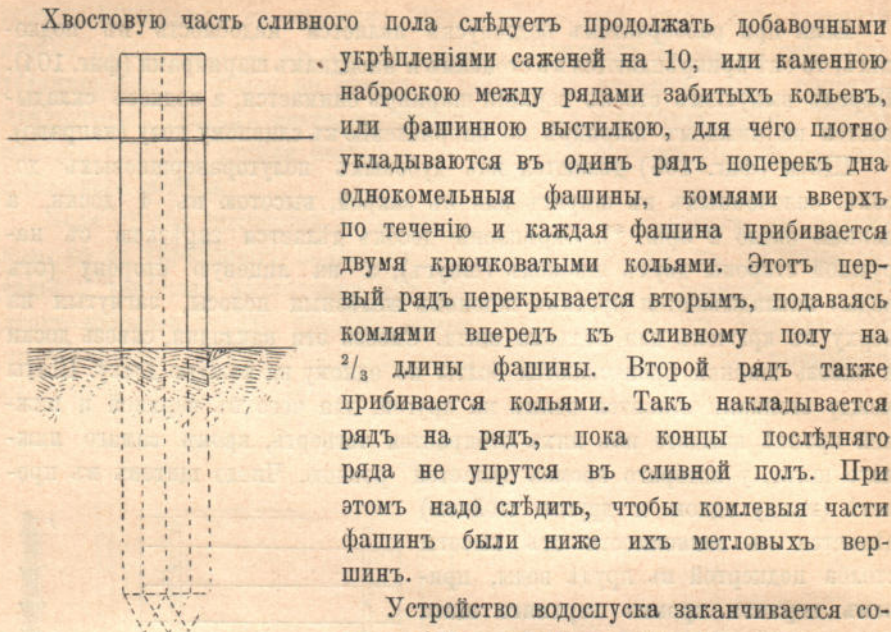 Хвостовую часть сливного пола слѣдуетъ продолжать добавочными
укрѣпленіями саженей на 10, или каменною
наброскою между рядами забитыхъ кольевъ,
или фашинною выстилкою, для чего плотно
укладываются въ одинъ рядъ поперекъ дна
однокомельныя фашины, комлями вверхъ
по теченію и каждая фашина прибивается
двумя крючковатыми кольями. Этотъ пер-
вый рядъ перекрывается вторымъ, подаваясь
комлями впередъ къ сливному полу на
²/₃ длины фашины. Второй рядъ также
прибивается кольями. Такъ накладывается
рядъ на рядъ, пока концы послѣдняго
ряда не упрутся въ сливной полъ. При
этомъ надо слѣдить, чтобы комлевыя части
фашинъ были ниже ихъ метловыхъ вер-
шинъ.
Устройство водоспуска заканчивается со-